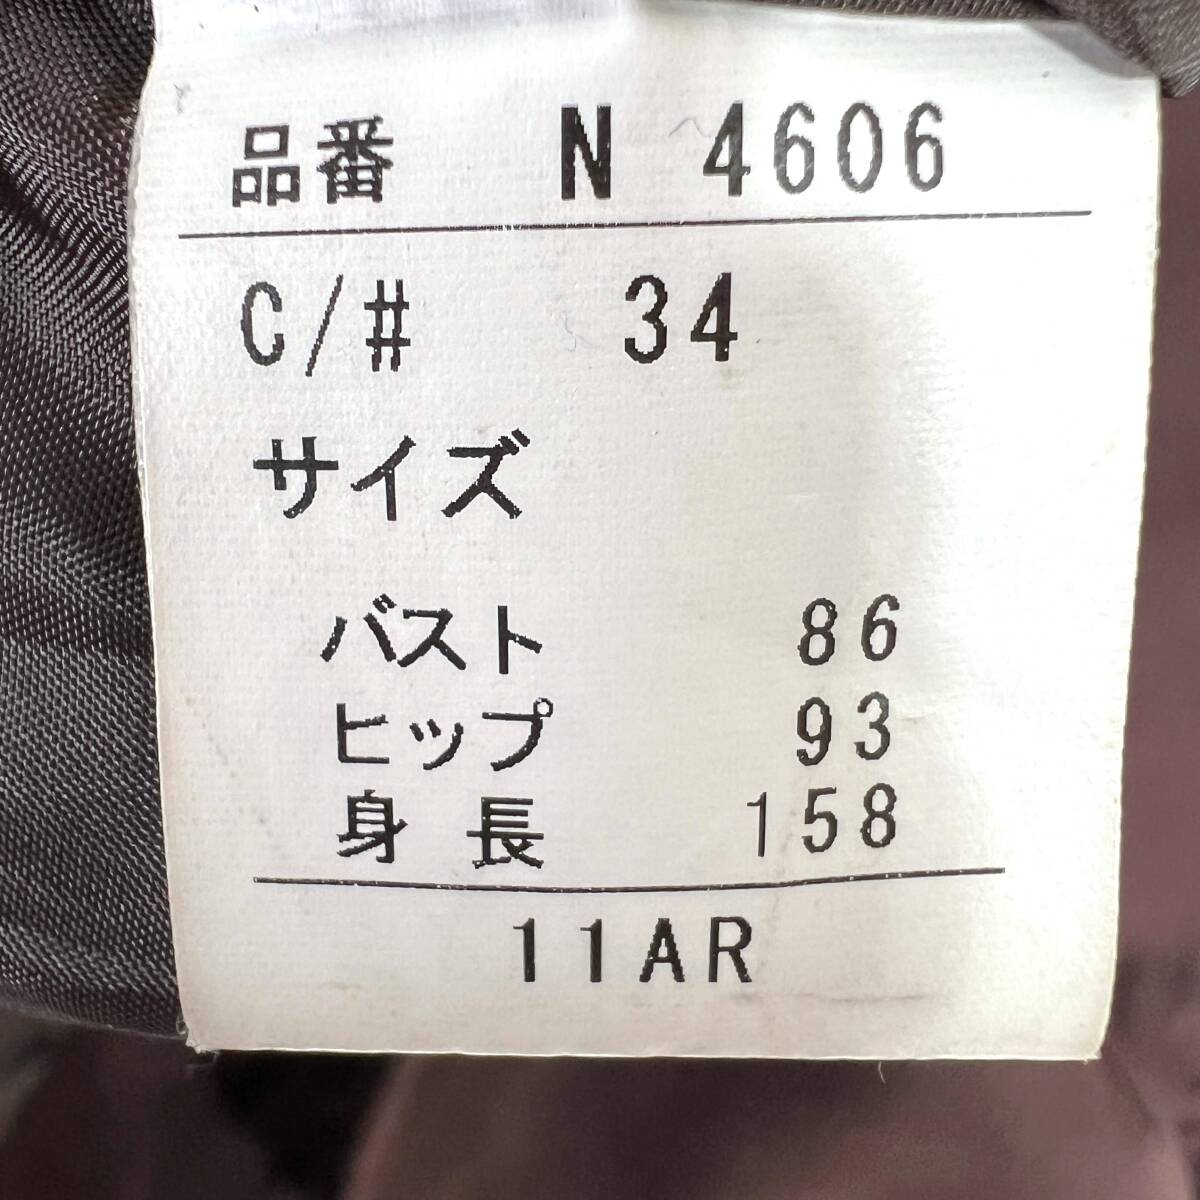 品番 N 4606
C/# 34
サイズ
バスト 86
ヒップ 93
身長 158
11AR